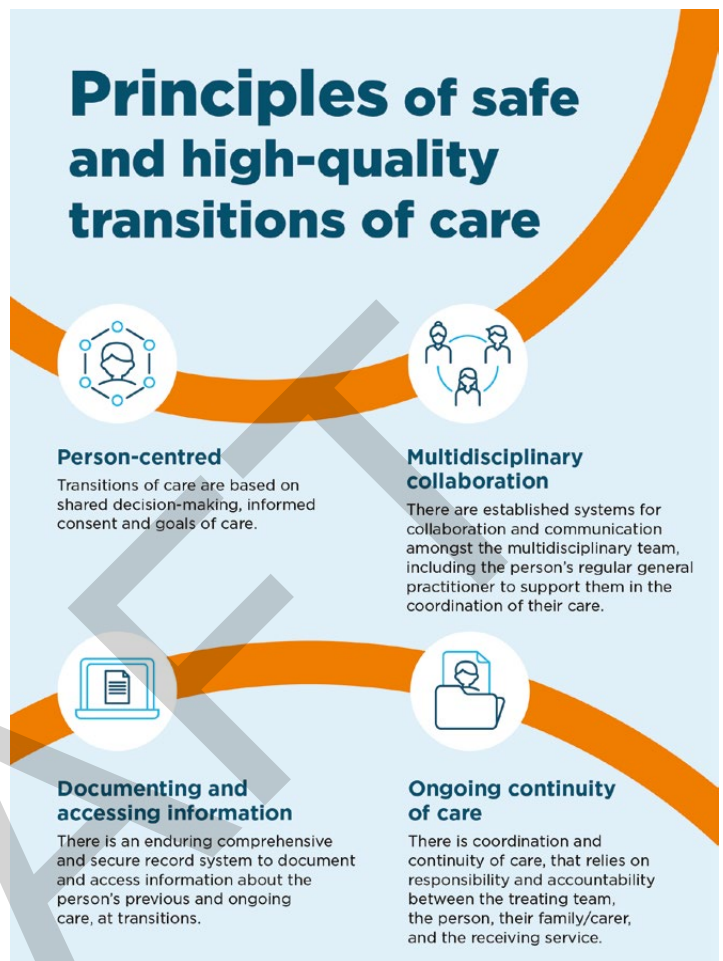 Principles of safe
and high-quality
transitions of care
Person-centred
Transitions of care are based on
shared decision-making, informed
consent and goals of care.
Multidisciplinary
collaboration
There are established systems for
collaboration and communication
amongst the multidisciplinary team,
including the person's regular general
practitioner to support them in the
coordination of their care.
Documenting and
accessing information
There is an enduring comprehensive
and secure record system to document
and access information about the
person's previous and ongoing
care, at transitions.
Ongoing continuity
of care
There is coordination and
continuity of care, that relies on
responsibility and accountability
between the treating team,
the person, their family/carer,
and the receiving service.
AFT